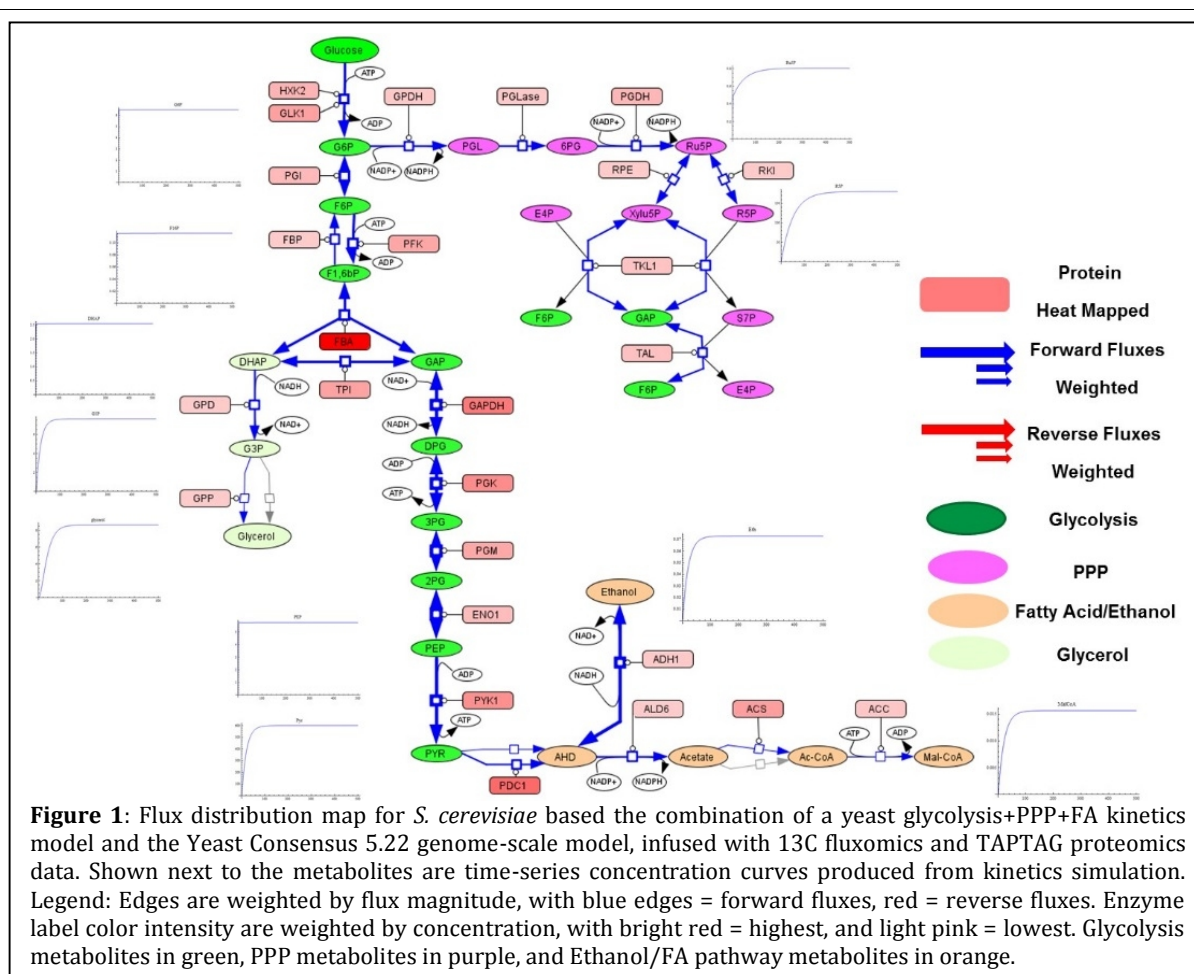 Glucose
ATP
HXK2
GLK1
ADP
GPDH
PGLase
PGDH
NADP+
NADPH
G6P
PGL
6PG
Ru5P
NADP+
NADPH
PGI
RPE
RKI
F6P
E4P
Xylu5P
R5P
ATP
FBP
PFK
ADP
TKL1
F1,6bP
F6P
GAP
S7P
FBA
DHAP
GAP
TAL
NADH
TPI
NAD+
F6P
E4P
GPD
GAPDH
NAD+
NADH
G3P
DPG
ADP
GPP
PGK
ATP
3PG
Glycerol
PGM
2PG
Ethanol
ENO1
NAD+
PEP
ADH1
ADP
NADH
PYK1
ALD6
ACS
ACC
ATP
ATP
ADP
PYR
AHD
Acetate
Ac-CoA
Mal-CoA
PDC1
NADP+
NADPH
Protein
Heat Mapped
Forward Fluxes
Weighted
Reverse Fluxes
Weighted
Glycolysis
PPP
Fatty Acid/Ethanol
Glycerol
Figure 1: Flux distribution map for S. cerevisiae based the combination of a yeast glycolysis+PPP+FA kinetics
model and the Yeast Consensus 5.22 genome-scale model, infused with 13C fluxomics and TAPTAG proteomics
data. Shown next to the metabolites are time-series concentration curves produced from kinetics simulation.
Legend: Edges are weighted by flux magnitude, with blue edges = forward fluxes, red = reverse fluxes. Enzyme
label color intensity are weighted by concentration, with bright red = highest, and light pink = lowest. Glycolysis
metabolites in green, PPP metabolites in purple, and Ethanol/FA pathway metabolites in orange.